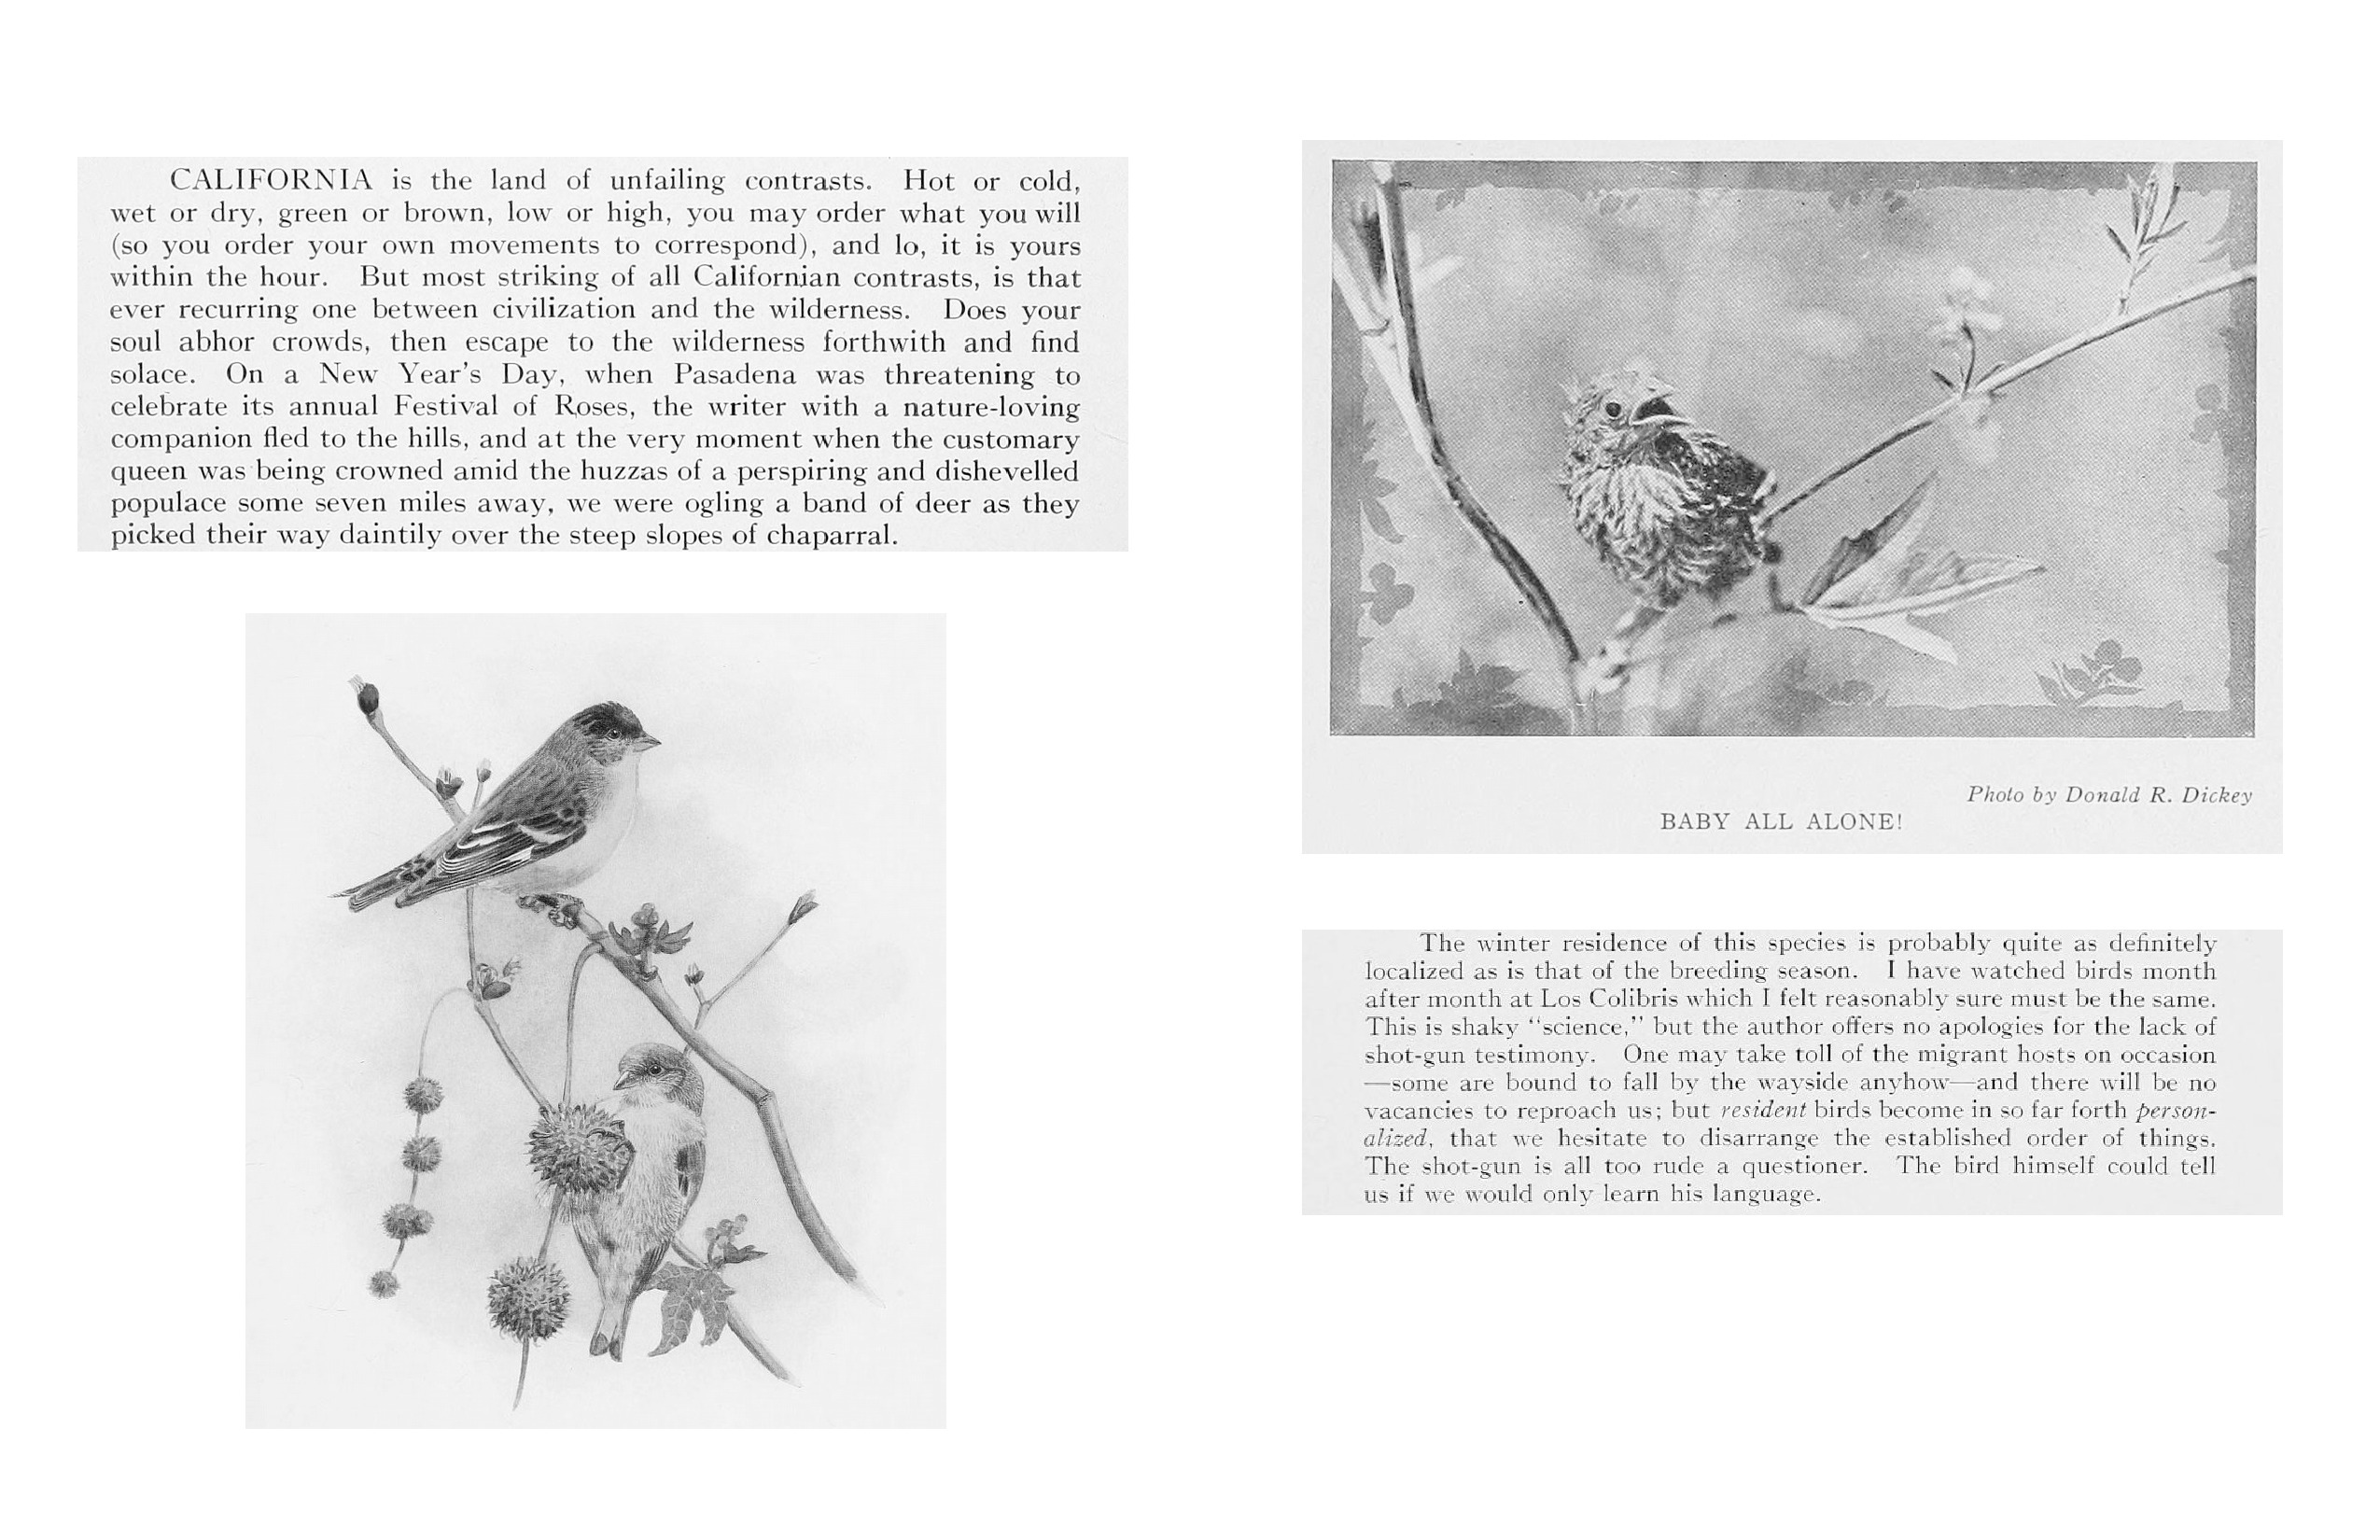 CALIFORNIA is the land of unfailing contrasts. Hot or cold,
wet or dry, green or brown, low or high, you may order what you will
(so you order your own movements to correspond), and lo, it is yours
within the hour. But most striking of all Californian contrasts, is that
ever recurring one between civilization and the wilderness. Does your
soul abhor crowds, then escape to the wilderness forthwith and find
solace. On a New Year's Day, when Pasadena was threatening to
celebrate its annual Festival of Roses, the writer with a nature-loving
companion fled to the hills, and at the very moment when the customary
queen was being crowned amid the huzzas of a perspiring and dishevelled
populace some seven miles away, we were ogling a band of deer as they
picked their way daintily over the steep slopes of chaparral.
Photo by Donald R. Dickey
BABY ALL ALONE!
The winter residence of this species is probably quite as definitely
localized as is that of the breeding season. I have watched birds month
after month at Los Colibris which I felt reasonably sure must be the same.
This is shaky "science," but the author offers no apologies for the lack of
shot-gun testimony. One may take toll of the migrant hosts on occasion
—some are bound to fall by the wayside anyhow—and there will be no
vacancies to reproach us; but resident birds become in so far forth person-
alized, that we hesitate to disarrange the established order of things.
The shot-gun is all too rude a questioner. The bird himself could tell
us if we would only learn his language.